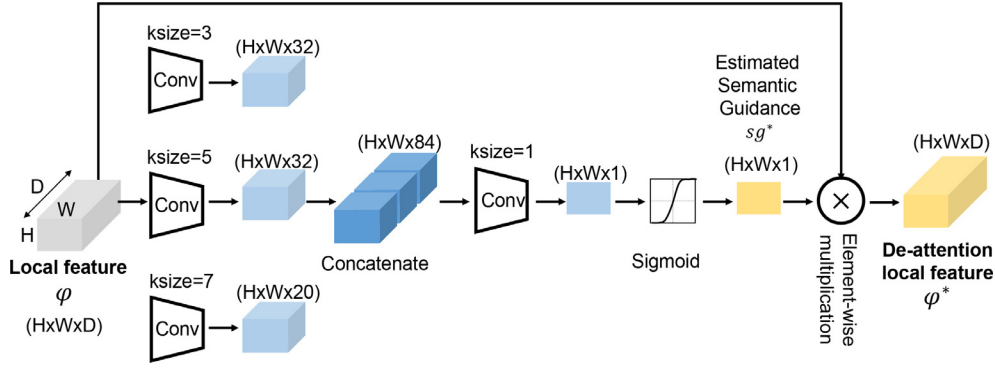 ksize=3
Conv
(HxWx32)
ksize=5
Conv
(HxWx32)
ksize=7
Conv
(HxWx20)
D
W
H
Local feature
φ
(HxWxD)
(HxWx84)
Concatenate
ksize=1
Conv
(HxWx1)
Sigmoid
Estimated
Semantic
Guidance
sg*
(HxWx1)
×
Element-wise
multiplication
(HxWxD)
De-attention
local feature
φ*